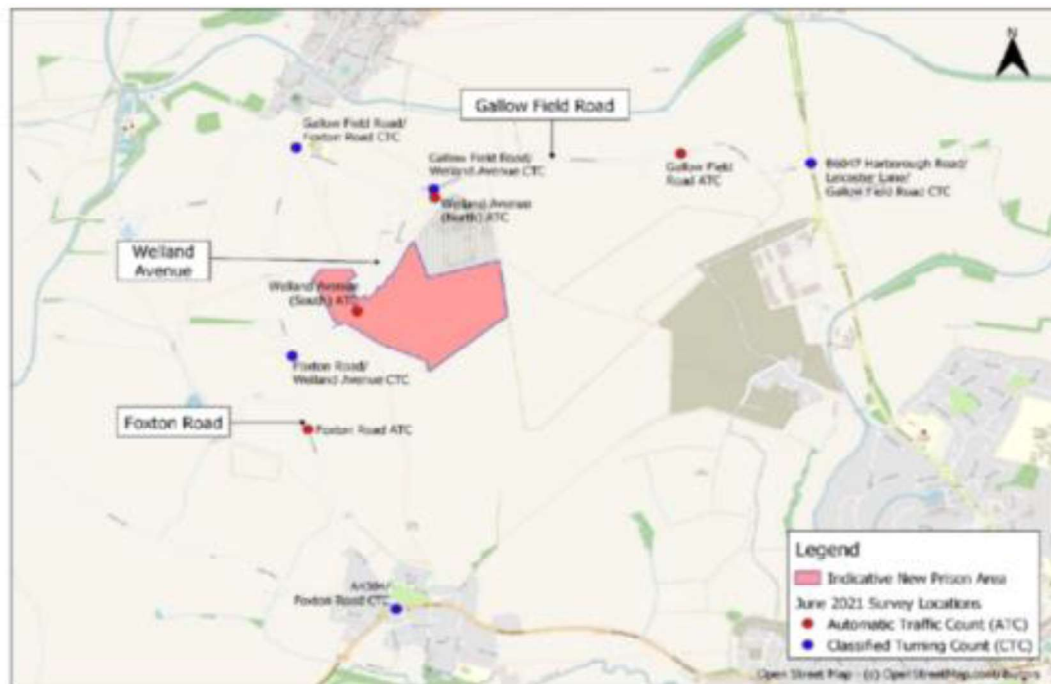 N
Gallow Field Road
Gallow Field Road/
Foxton Road CTC
Gallow Field Road/
Welland Avenue CTC
Gallow Field
Road ATC
B6047 Harborough Road/
Leicester Lane/
Gallow Field Road CTC
Welland Avenue
(North) ATC
Welland
Avenue
Welland Avenue
(South) ATC
Foxton Road/
Welland Avenue CTC
Foxton Road
Foxton Road ATC
Foxton Road CTC
Legend
Indicative New Prison Area
June 2021 Survey Locations
Automatic Traffic Count (ATC)
Classified Turning Count (CTC)
Open Street Map - (c) OpenStreetMap contributors